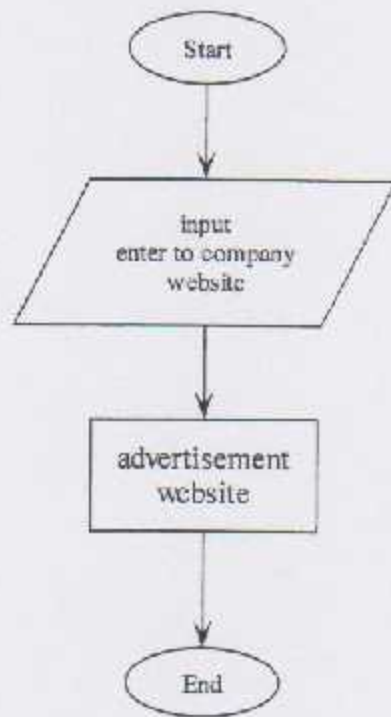 Start
input
enter to company
website
advertisement
website
End